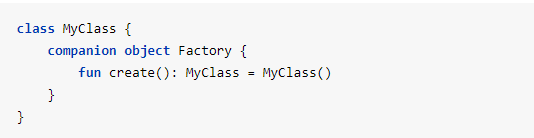 class MyClass {
    companion object Factory {
        fun create(): MyClass = MyClass()
    }
}